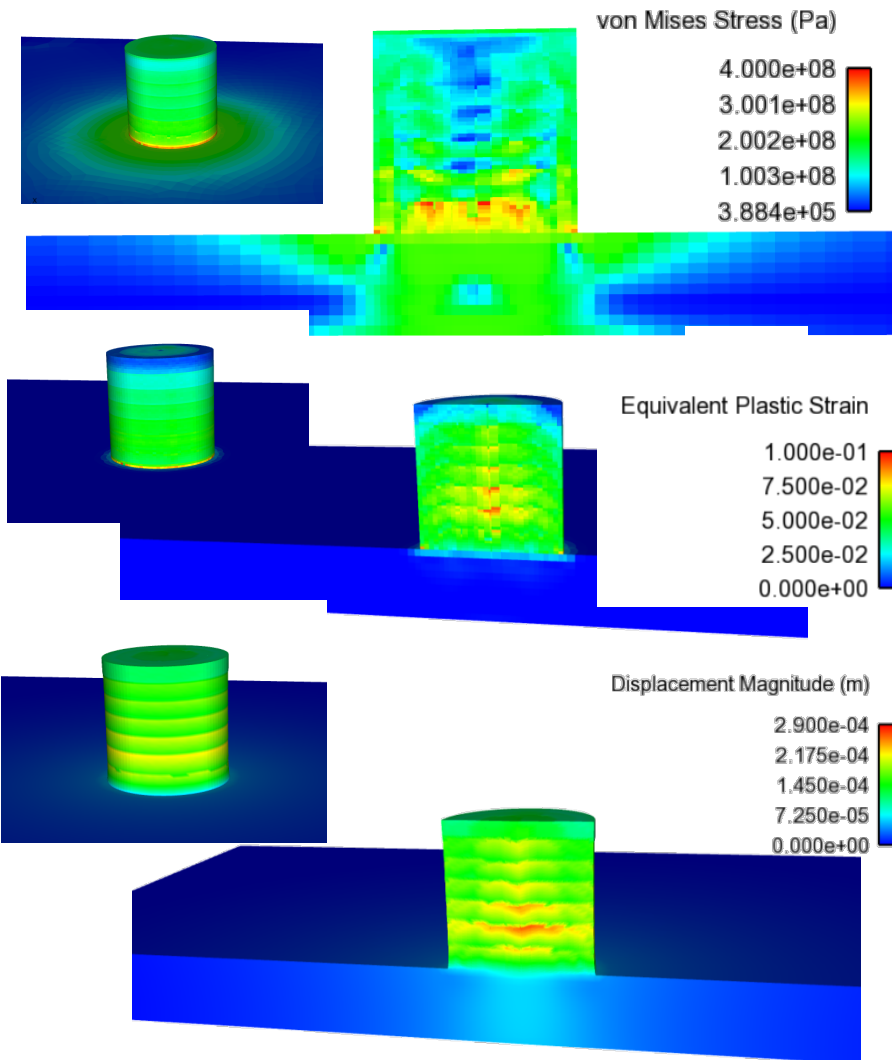 von Mises Stress (Pa)
4.000e+08
3.001e+08
2.002e+08
1.003e+08
3.884e+05
Equivalent Plastic Strain
1.000e-01
7.500e-02
5.000e-02
2.500e-02
0.000e+00
Displacement Magnitude (m)
2.900e-04
2.175e-04
1.450e-04
7.250e-05
0.000e+00